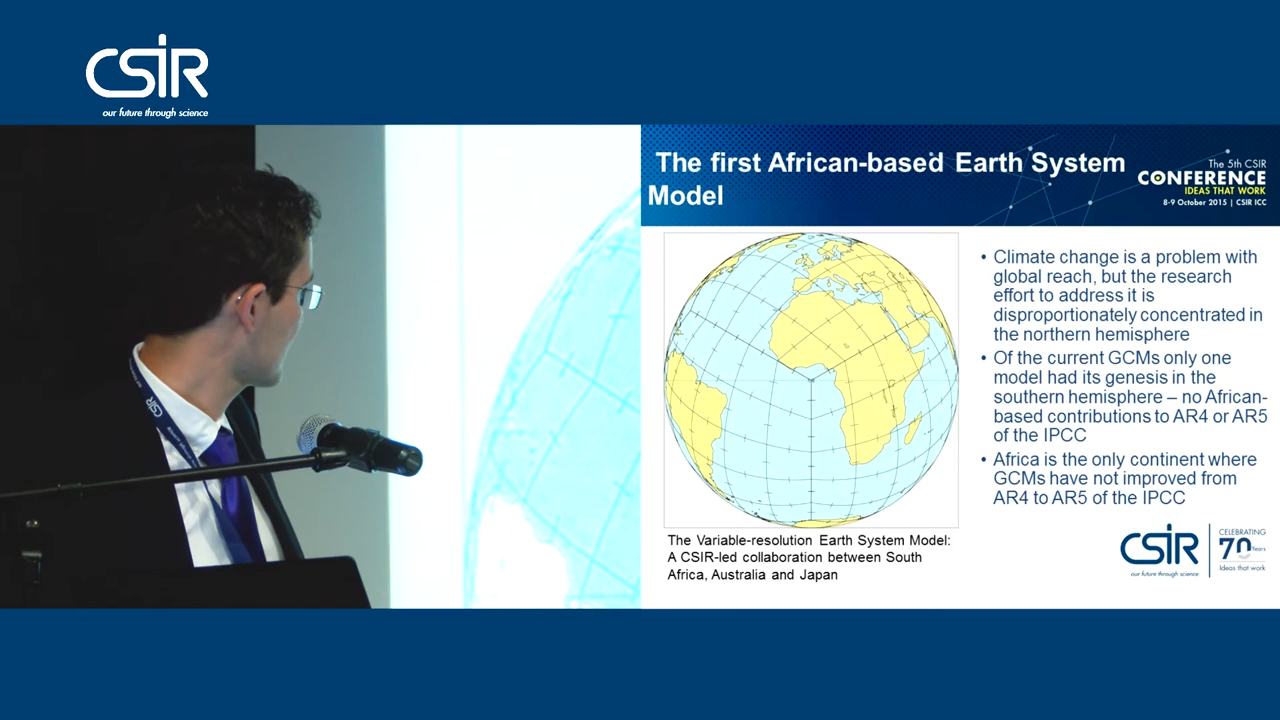 CSIR
our future through science
The first African-based Earth System
Model
The 5th CSIR
CONFERENCE
IDEAS THAT WORK
8-9 October 2015 | CSIR ICC
• Climate change is a problem with
global reach, but the research
effort to address it is
disproportionately concentrated in
the northern hemisphere
• Of the current GCMs only one
model had its genesis in the
southern hemisphere – no African-
based contributions to AR4 or AR5
of the IPCC
• Africa is the only continent where
GCMs have not improved from
AR4 to AR5 of the IPCC
The Variable-resolution Earth System Model:
A CSIR-led collaboration between South
Africa, Australia and Japan
CSIR
our future through science
CELEBRATING
70 Years
Ideas that work
CSIR